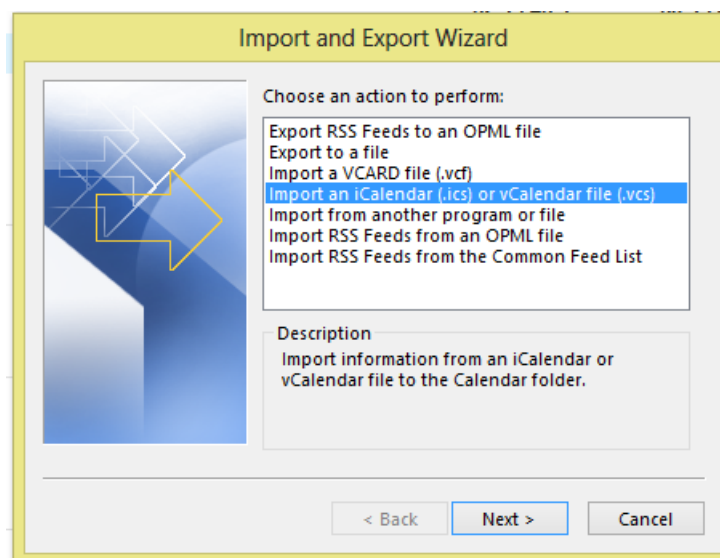 Import and Export Wizard
Choose an action to perform:
Export RSS Feeds to an OPML file
Export to a file
Import a VCARD file (.vcf)
Import an iCalendar (.ics) or vCalendar file (.vcs)
Import from another program or file
Import RSS Feeds from an OPML file
Import RSS Feeds from the Common Feed List
Description
Import information from an iCalendar or
vCalendar file to the Calendar folder.
< Back Next > Cancel